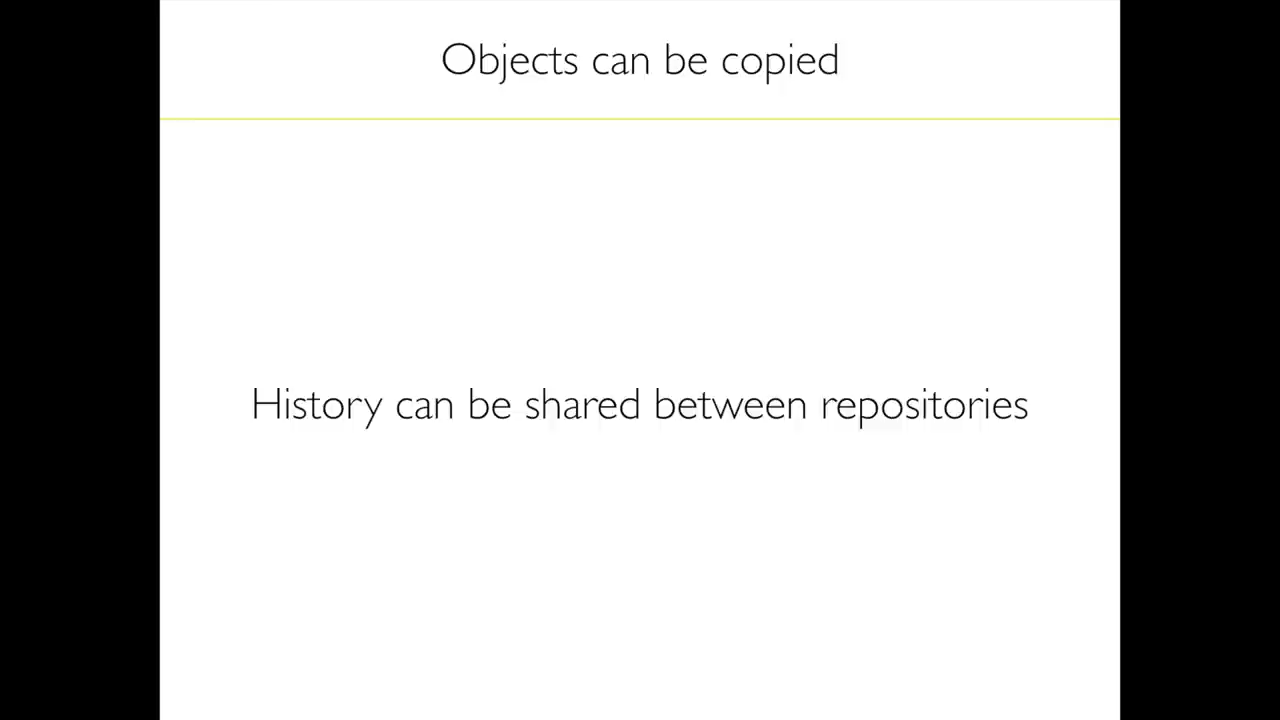 Objects can be copied
History can be shared between repositories